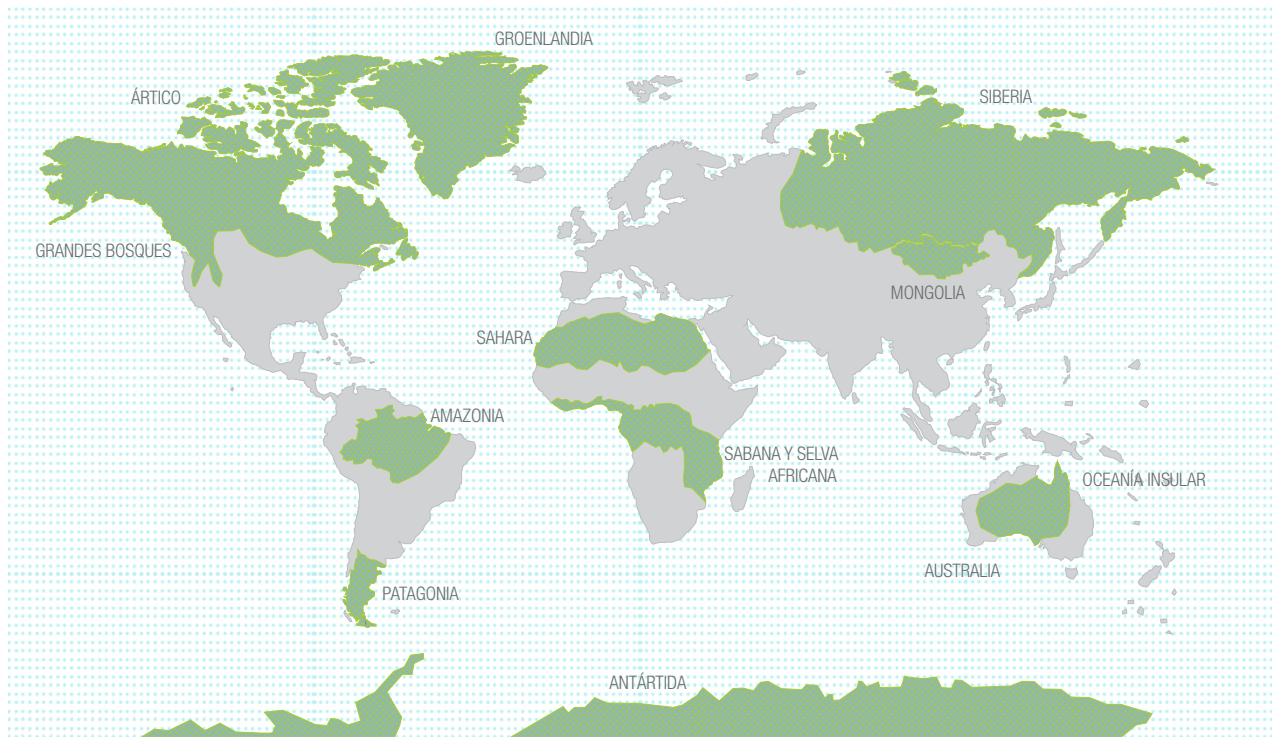 GROENLANDIA
ÁRTICO
SIBERIA
GRANDES BOSQUES
MONGOLIA
SAHARA
AMAZONIA
SABANA Y SELVA
AFRICANA
OCEANÍA INSULAR
AUSTRALIA
PATAGONIA
ANTÁRTIDA